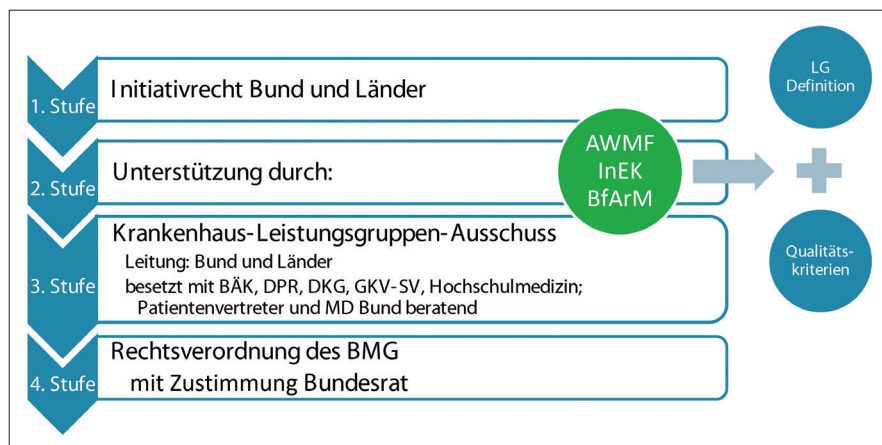 1. Stufe
Initiativrecht Bund und Länder
2. Stufe
Unterstützung durch:
AWMF
InEK
BfArM
3. Stufe
Krankenhaus-Leistungsgruppen-Ausschuss
Leitung: Bund und Länder
besetzt mit BÄK, DPR, DKG, GKV-SV, Hochschulmedizin;
Patientenvertreter und MD Bund beratend
4. Stufe
Rechtsverordnung des BMG
mit Zustimmung Bundesrat
LG
Definition
+
Qualitäts-
kriterien